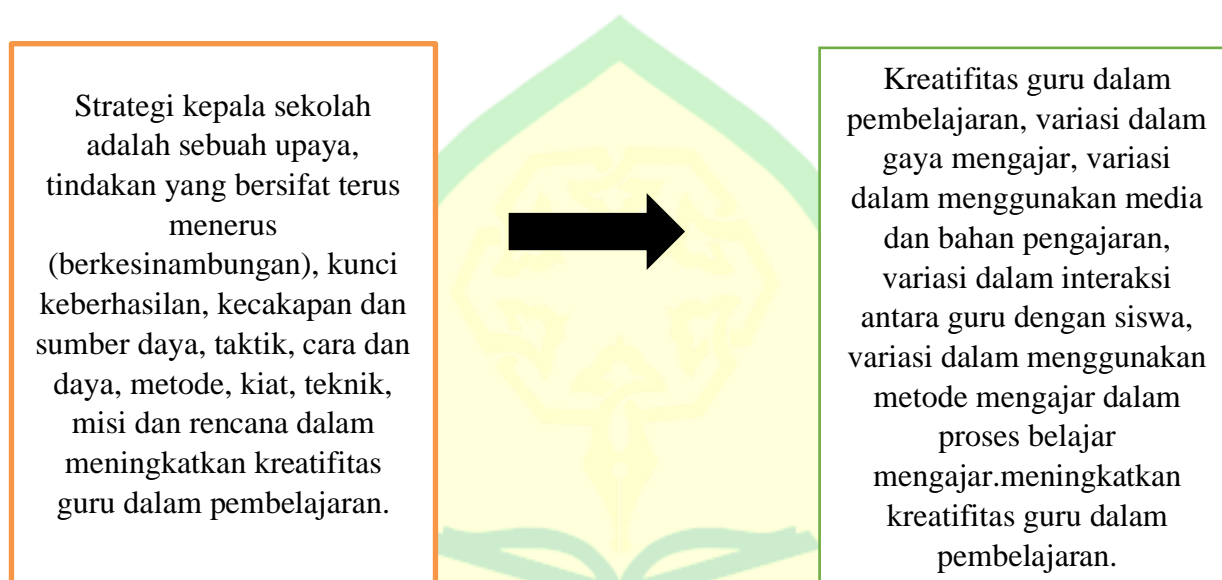 Strategi kepala sekolah
adalah sebuah upaya,
tindakan yang bersifat terus
menerus
(berkesinambungan), kunci
keberhasilan, kecakapan dan
sumber daya, taktik, cara dan
daya, metode, kiat, teknik,
misi dan rencana dalam
meningkatkan kreatifitas
guru dalam pembelajaran.
Kreatifitas guru dalam
pembelajaran, variasi dalam
gaya mengajar, variasi
dalam menggunakan media
dan bahan pengajaran,
variasi dalam interaksi
antara guru dengan siswa,
variasi dalam menggunakan
metode mengajar dalam
proses belajar
mengajar.meningkatkan
kreatifitas guru dalam
pembelajaran.